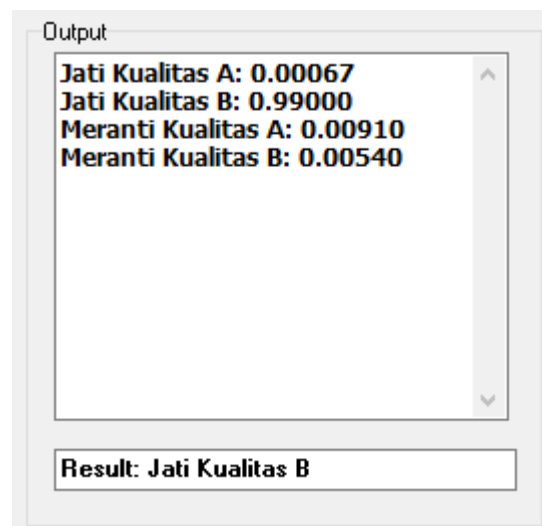 Output
Jati Kualitas A: 0.00067
Jati Kualitas B: 0.99000
Meranti Kualitas A: 0.00910
Meranti Kualitas B: 0.00540
Result: Jati Kualitas B